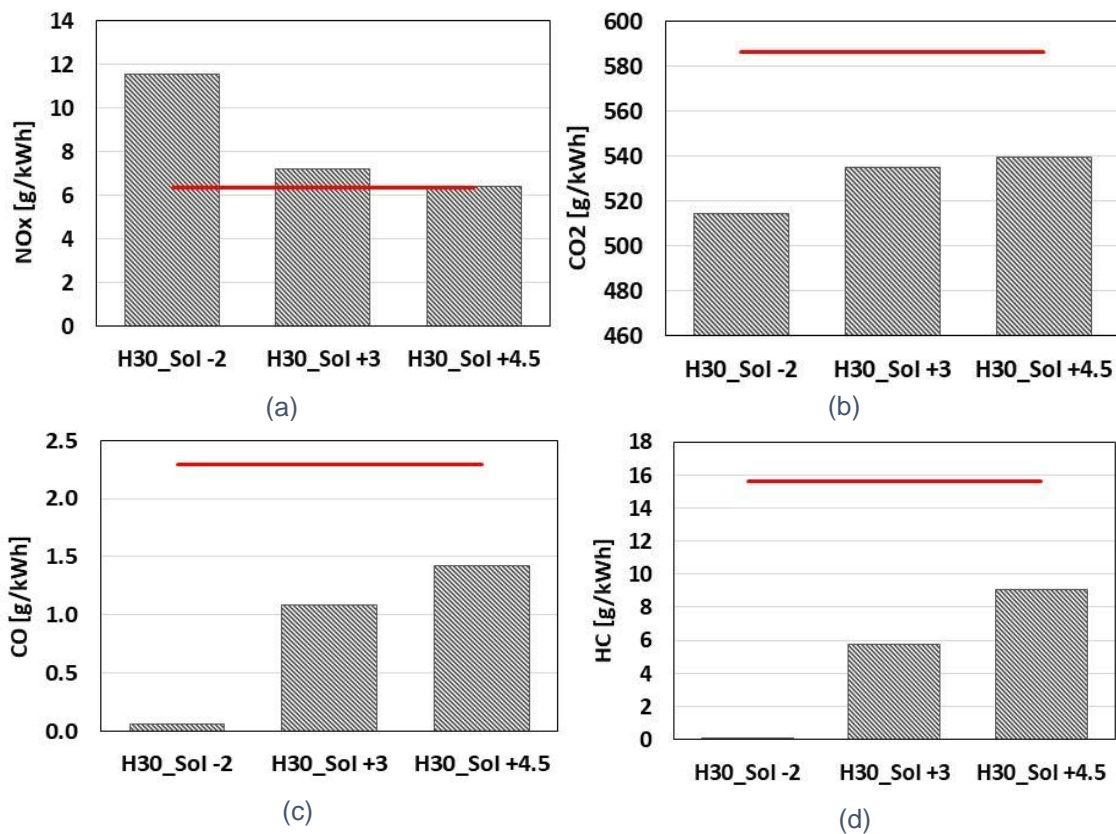 14
12
10
8
6
4
2
0
NOx [g/kWh]
H30_Sol -2 H30_Sol +3 H30_Sol +4.5
(a)
600
580
560
540
520
500
480
460
CO2 [g/kWh]
H30_Sol -2 H30_Sol +3 H30_Sol +4.5
(b)
2.5
2.0
1.5
1.0
0.5
0.0
CO [g/kWh]
H30_Sol -2 H30_Sol +3 H30_Sol +4.5
(c)
18
16
14
12
10
8
6
4
2
0
HC [g/kWh]
H30_Sol -2 H30_Sol +3 H30_Sol +4.5
(d)